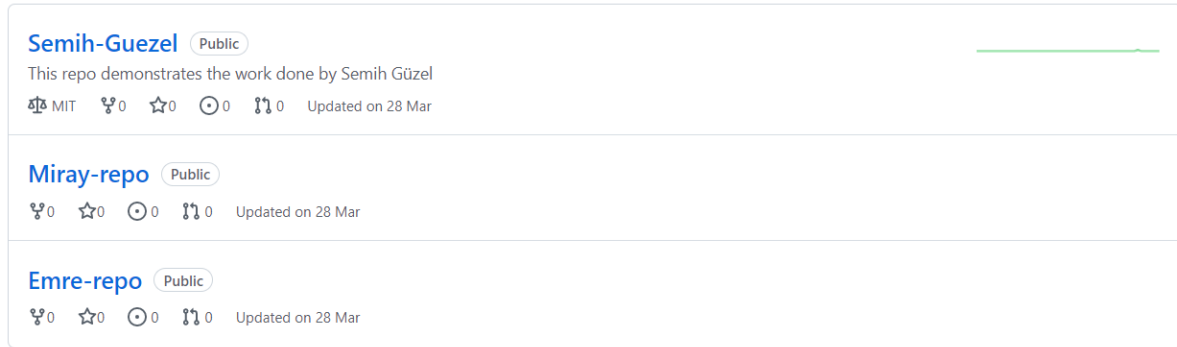 Semih-Guezel Public
This repo demonstrates the work done by Semih Güzel
MIT 0 0 0 0 Updated on 28 Mar
Miray-repo Public
0 0 0 0 Updated on 28 Mar
Emre-repo Public
0 0 0 0 Updated on 28 Mar